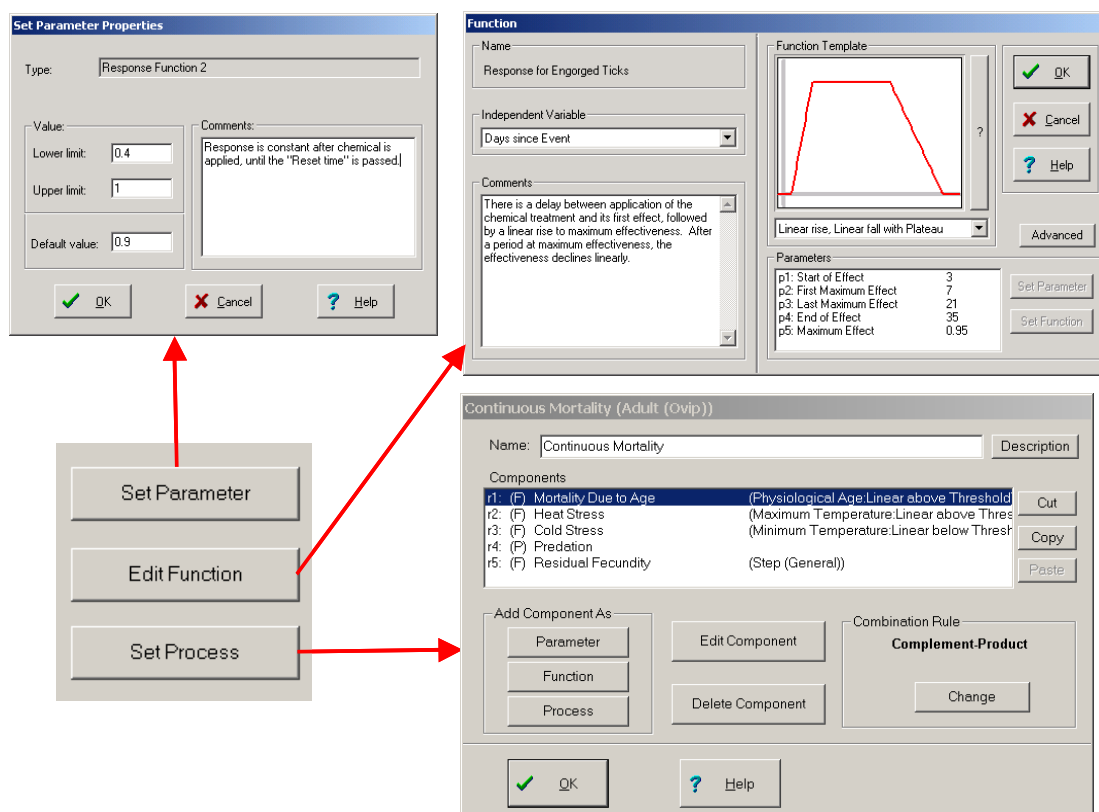 Set Parameter Properties
Type: Response Function 2
Value:
Lower limit: 0.4
Upper limit: 1
Default value: 0.9
Comments:
Response is constant after chemical is
applied, until the "Reset time" is passed.
OK Cancel ? Help
Function
Name
Response for Engorged Ticks
Independent Variable
Days since Event
Comments
There is a delay between application of the
chemical treatment and its first effect, followed
by a linear rise to maximum effectiveness. After
a period at maximum effectiveness, the
effectiveness declines linearly.
Function Template
?
Linear rise, Linear fall with Plateau
OK
Cancel
? Help
Advanced
Parameters
p1: Start of Effect 3
p2: First Maximum Effect 7
p3: Last Maximum Effect 21
p4: End of Effect 35
p5: Maximum Effect 0.95
Set Parameter
Set Function
Set Parameter
Edit Function
Set Process
Continuous Mortality (Adult (Ovip))
Name: Continuous Mortality
Description
Components
r1: (F) Mortality Due to Age (Physiological Age:Linear above Threshold
r2: (F) Heat Stress (Maximum Temperature:Linear above Thres
r3: (F) Cold Stress (Minimum Temperature:Linear below Thresh
r4: (P) Predation
r5: (F) Residual Fecundity (Step (General))
Cut
Copy
Paste
Add Component As
Parameter
Function
Process
Edit Component
Delete Component
Combination Rule
Complement-Product
Change
OK ? Help